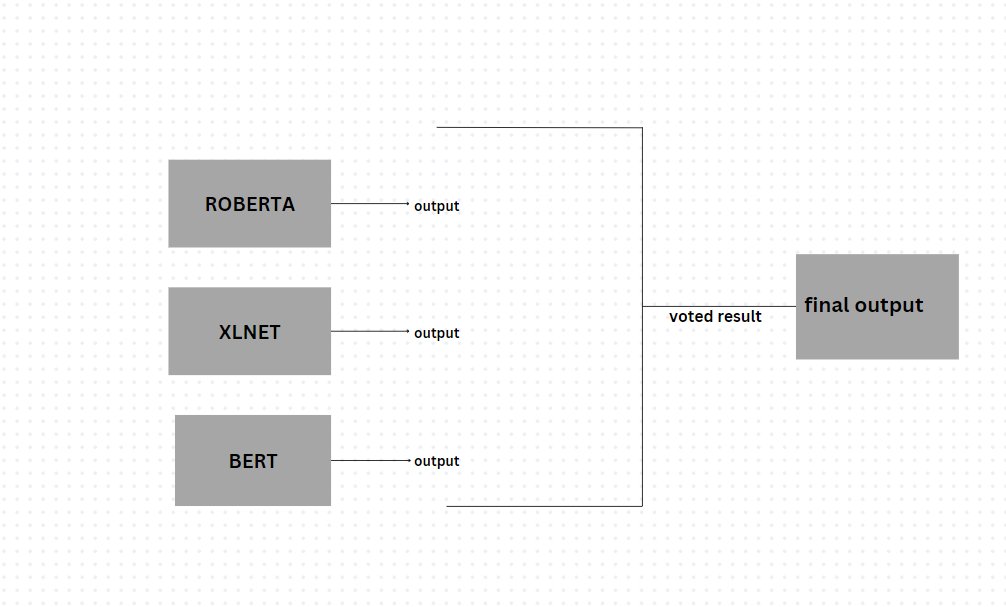 ROBERTA
output
XLNET
output
BERT
output
voted result
final output